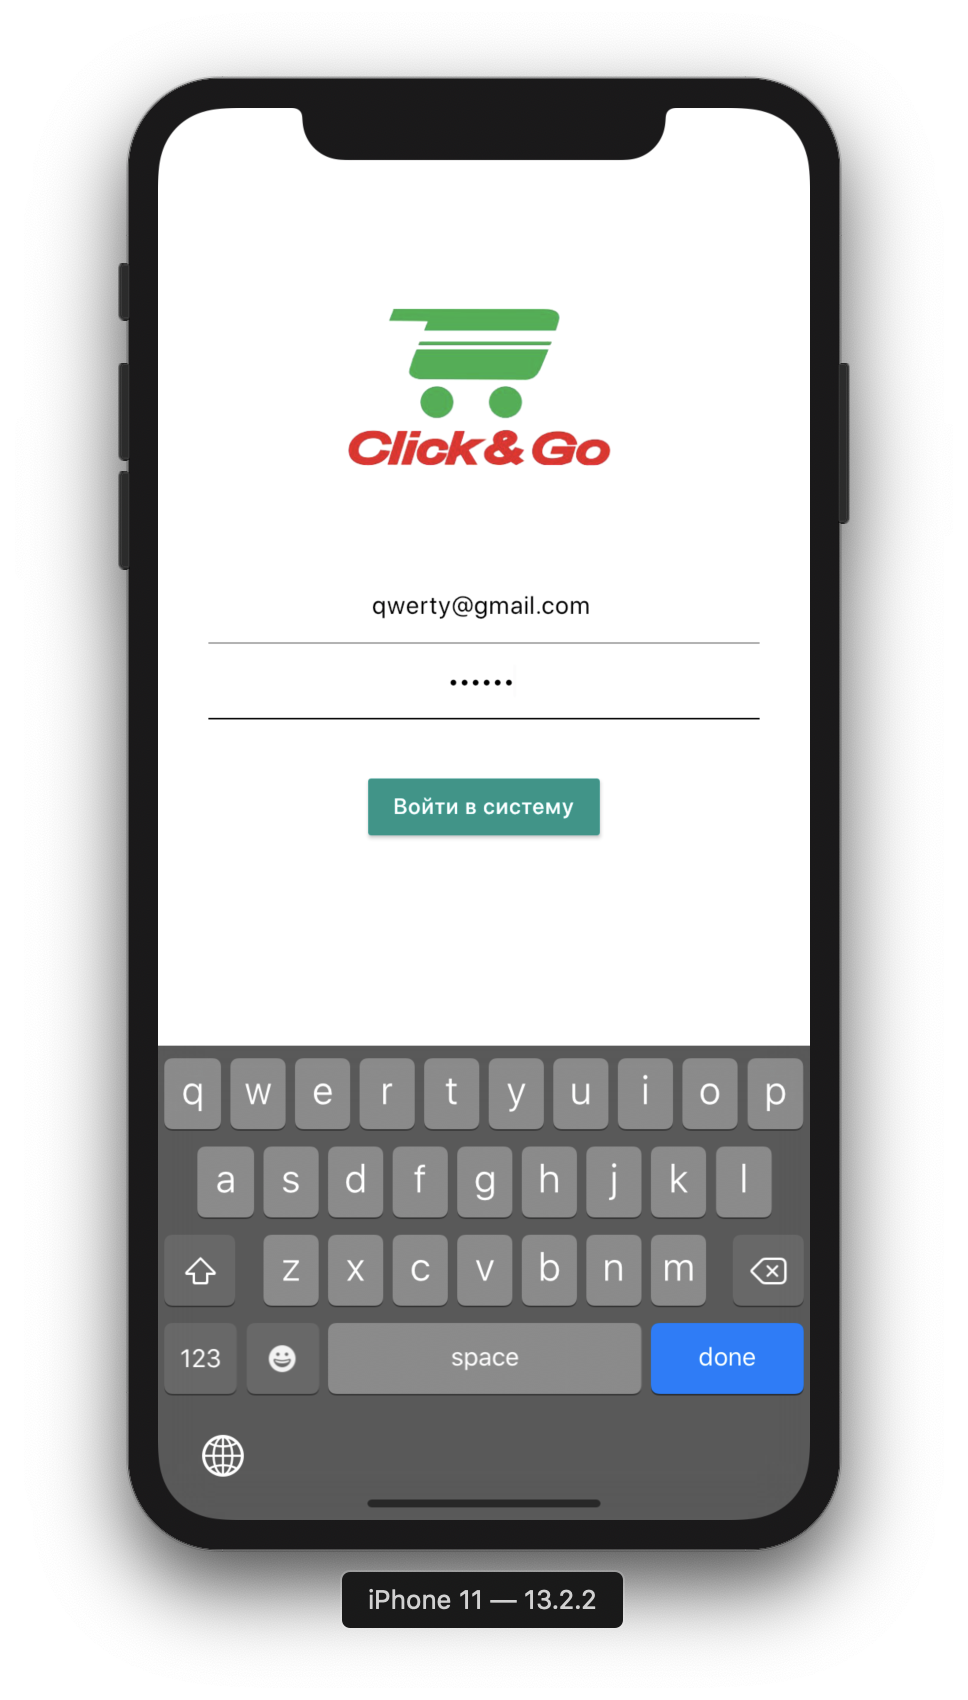 Click & Go
qwerty@gmail.com
••••••
Войти в систему
q w e r t y u i o p
a s d f g h j k l
z x c v b n m
123 space done
iPhone 11 — 13.2.2